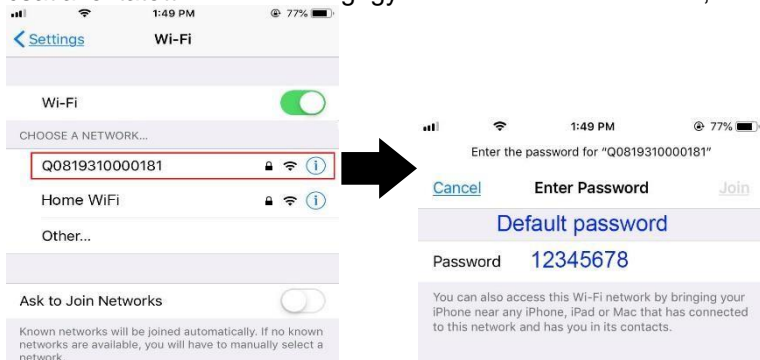 1:49 PM 77%
Settings Wi-Fi
Wi-Fi
CHOOSE A NETWORK...
Q0819310000181
Home WiFi
Other...
Ask to Join Networks
Known networks will be joined automatically. If no known
networks are available, you will have to manually select a
network.
1:49 PM 77%
Enter the password for "Q0819310000181"
Cancel Enter Password Join
Default password
Password 12345678
You can also access this Wi-Fi network by bringing your
iPhone near any iPhone, iPad or Mac that has connected
to this network and has you in its contacts.